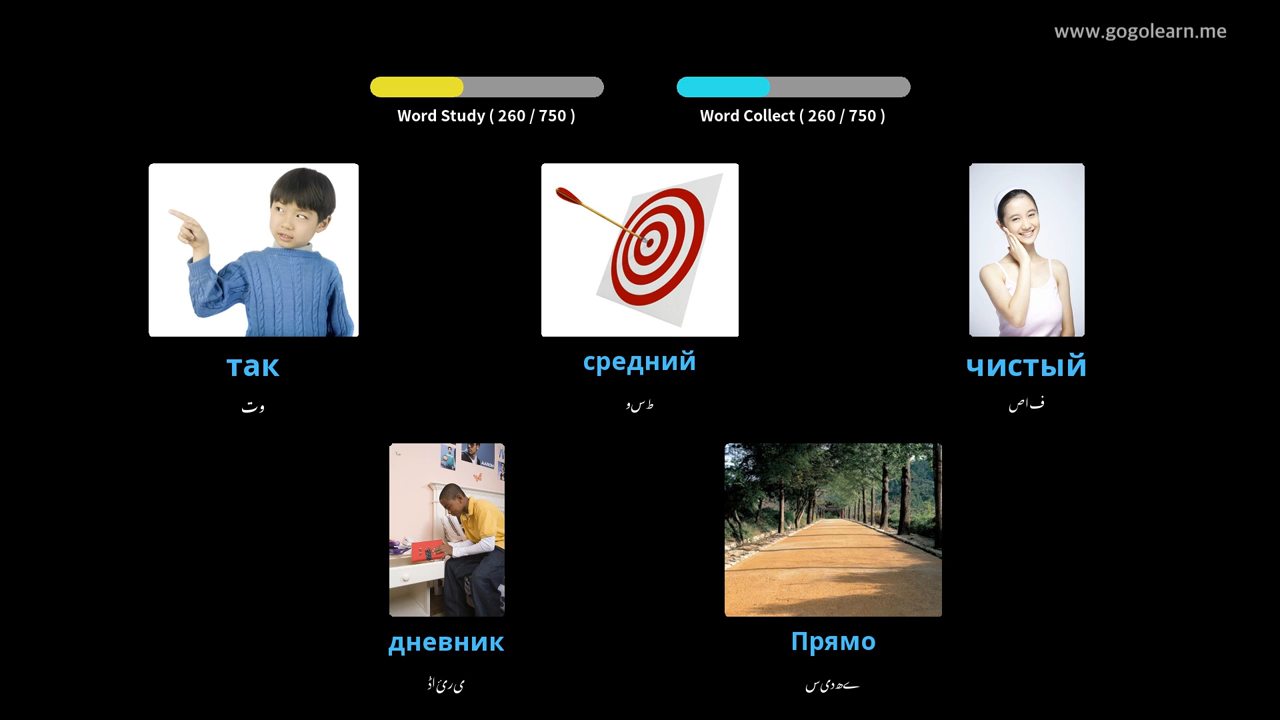 www.gogolearn.me
Word Study ( 260 / 750 )
Word Collect ( 260 / 750 )
так
وت
средний
طسو
чистый
فاص
дневник
یرئاڈ
Прямо
ےھدیس